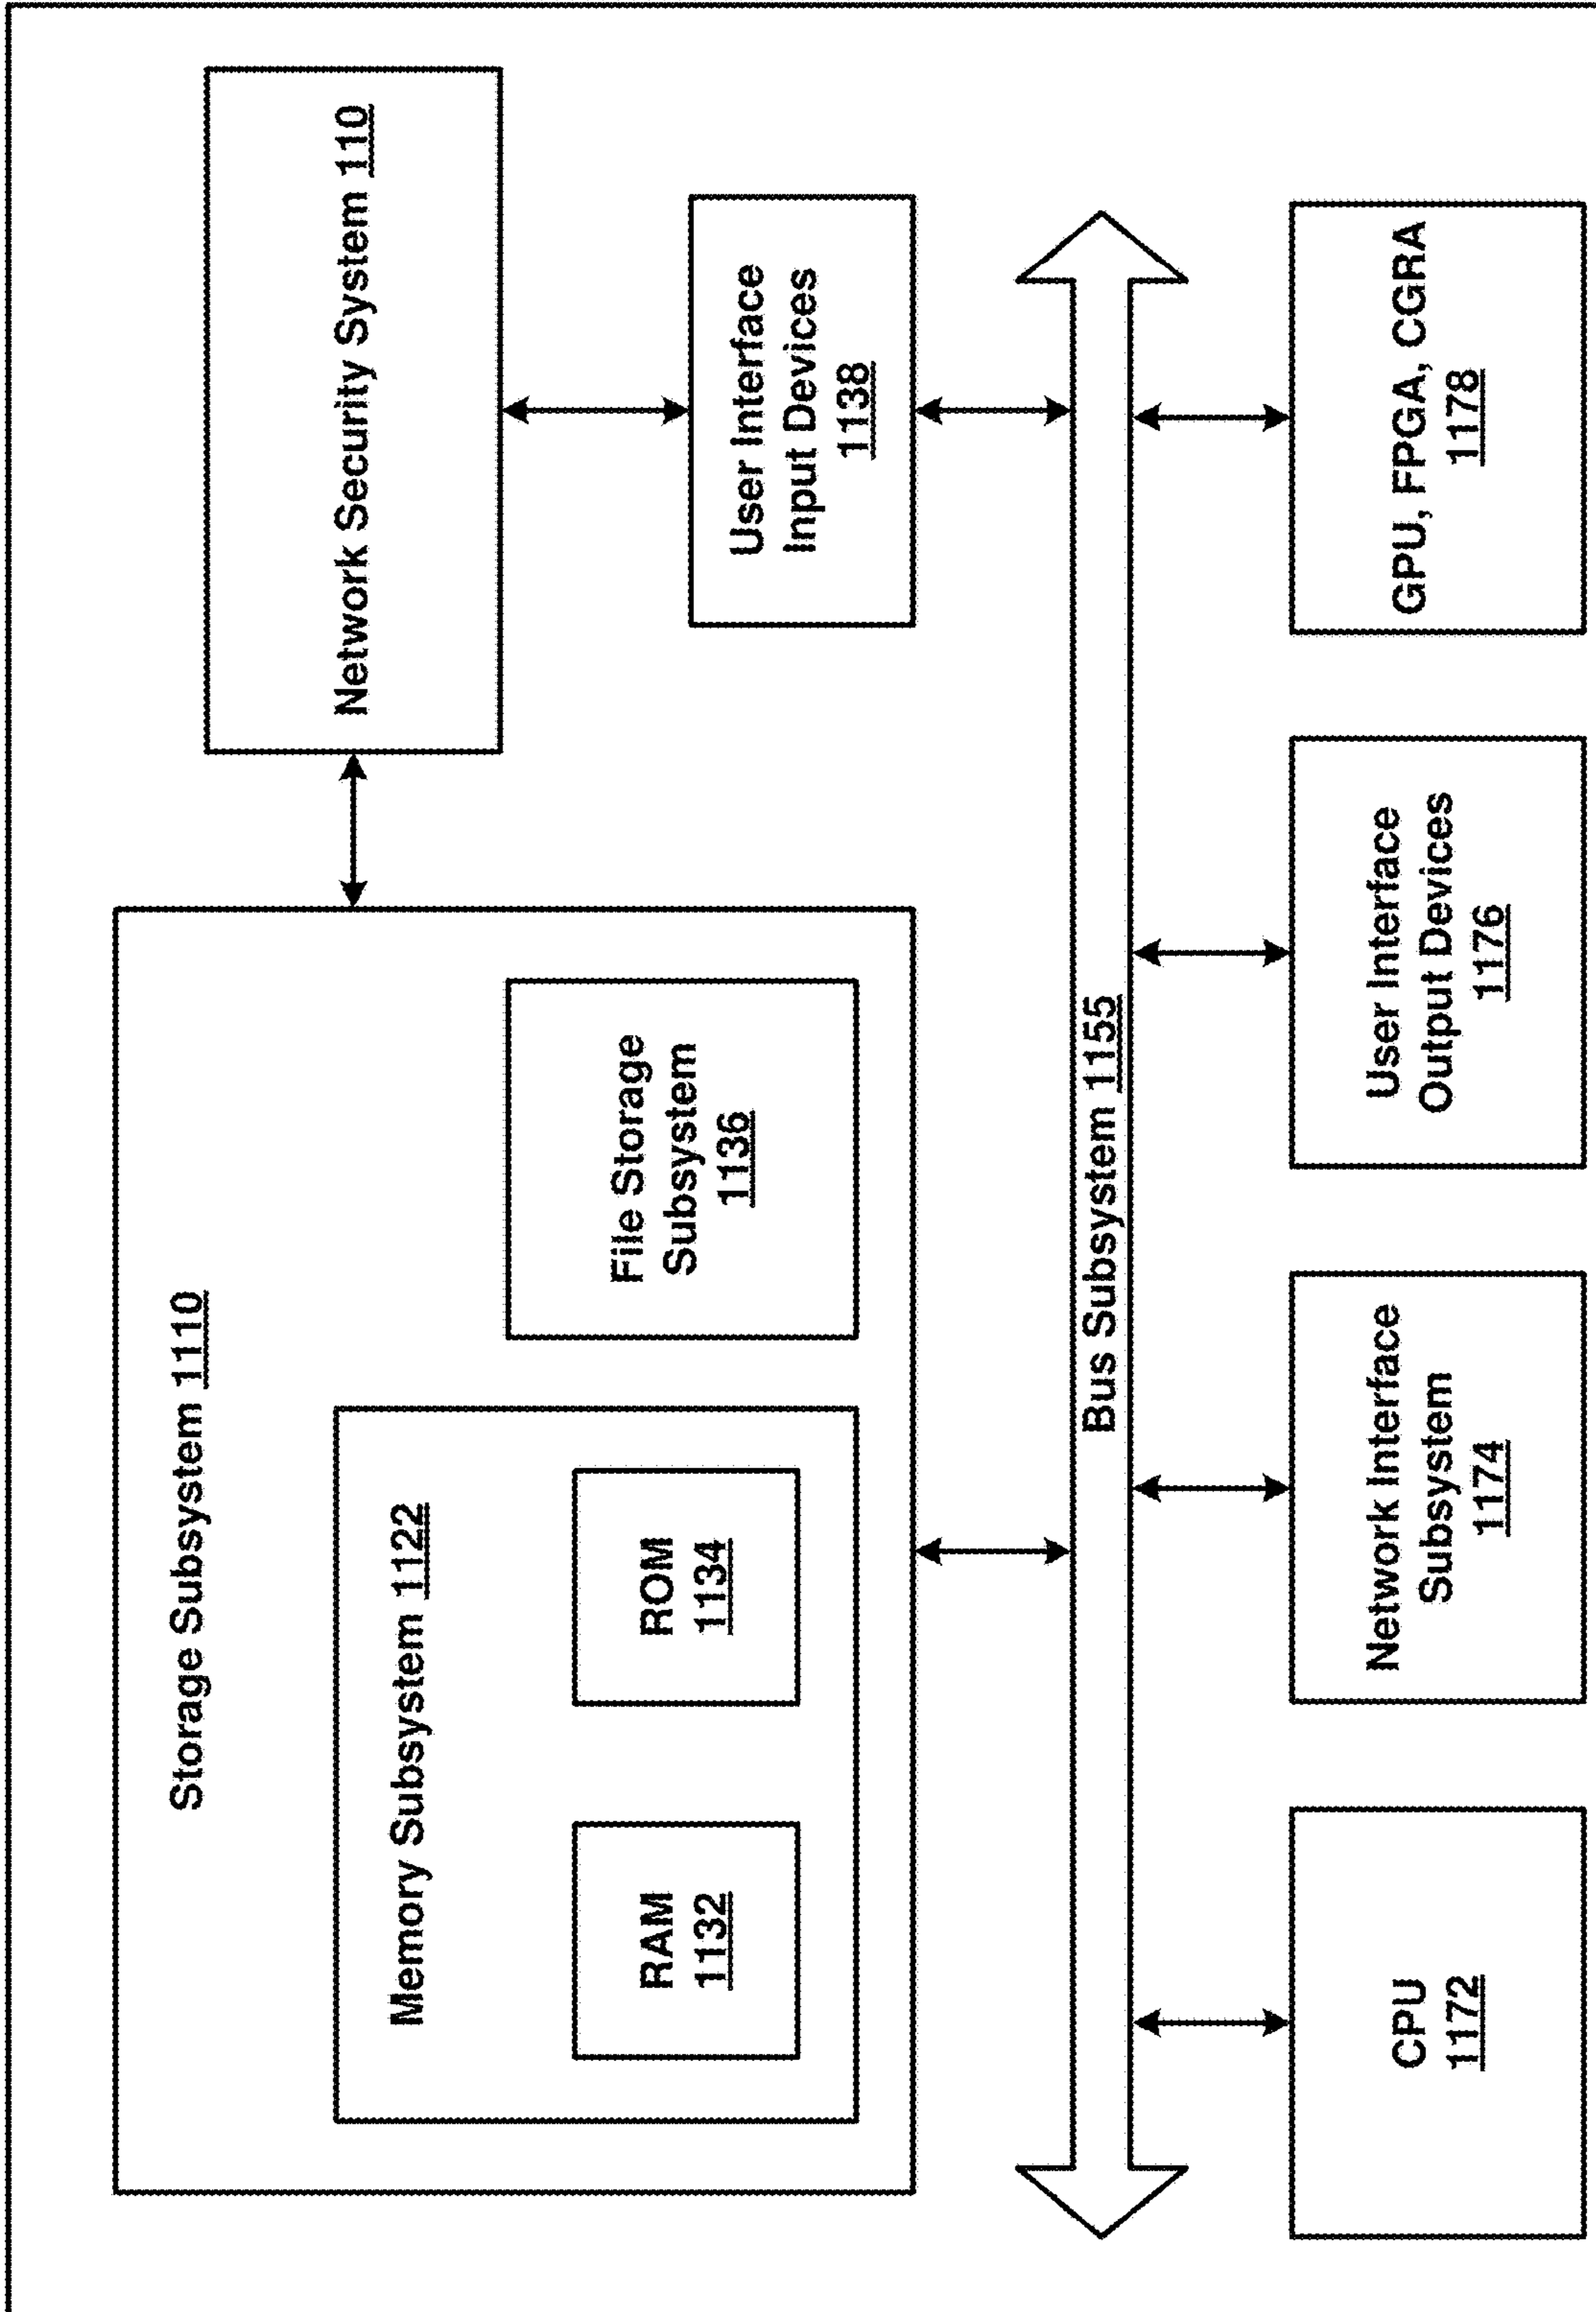 Storage Subsystem 1110
Memory Subsystem 1122
RAM
1132
ROM
1134
File Storage
Subsystem
1136
Network Security System 110
User Interface
Input Devices
1138
Bus Subsystem 1155
CPU
1172
Network Interface
Subsystem
1174
User Interface
Output Devices
1176
GPU, FPGA, CGRA
1178